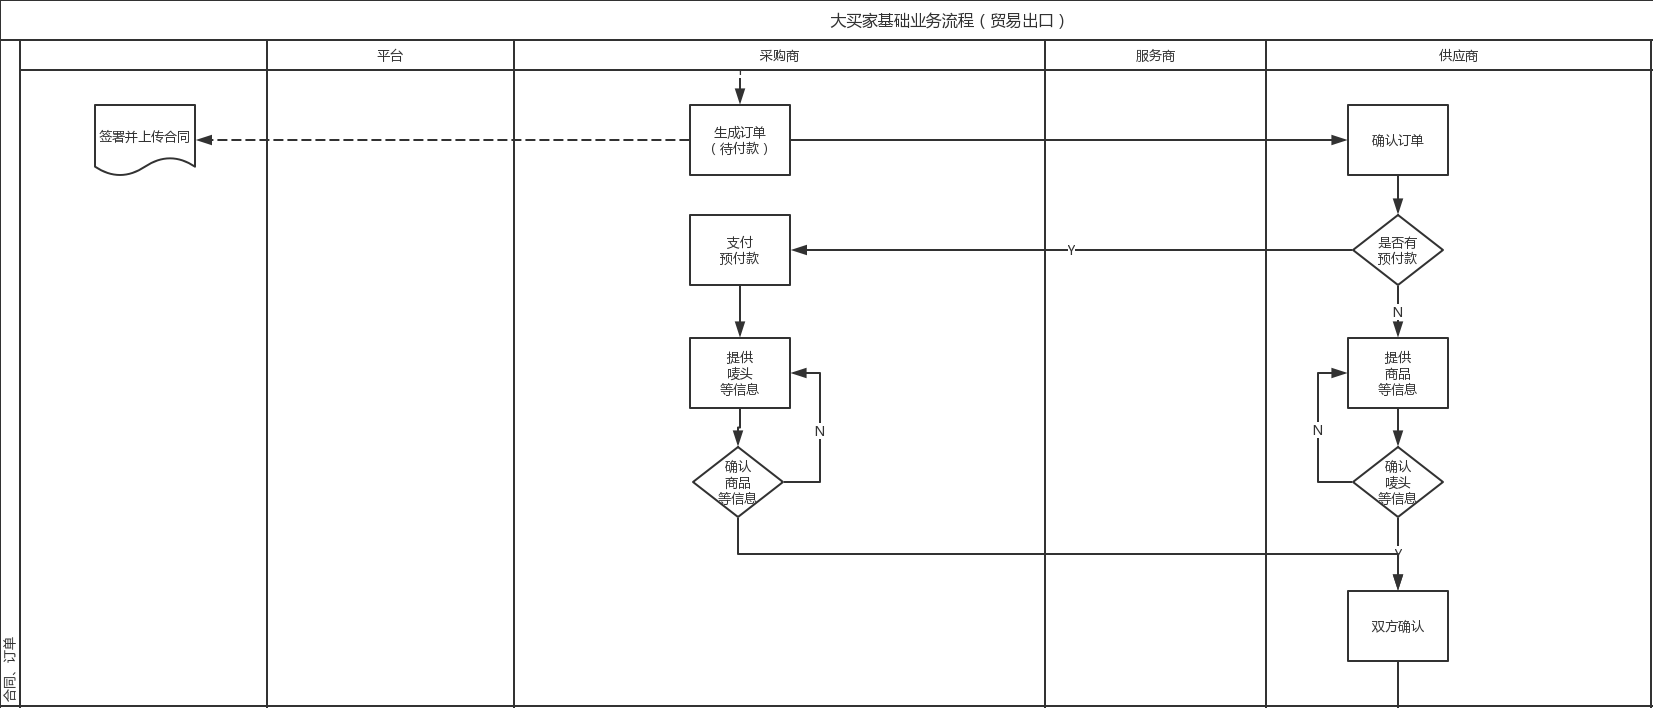 大买家基础业务流程（贸易出口）
平台
采购商
服务商
供应商
签署并上传合同
生成订单
（待付款）
确认订单
支付
预付款
Y
是否有
预付款
N
提供
唛头
等信息
提供
商品
等信息
N
N
确认
商品
等信息
确认
唛头
等信息
Y
双方确认
合同、订单